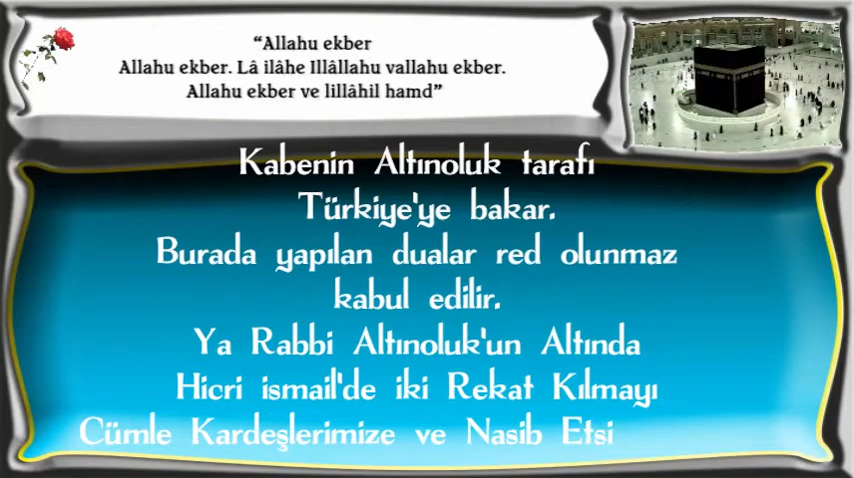 “Allahu ekber
Allahu ekber. Lâ ilâhe Illâllahu vallahu ekber.
Allahu ekber ve lillâhil hamd”
Kabenin Altınoluk tarafı
Türkiye'ye bakar.
Burada yapılan dualar red olunmaz
kabul edilir.
Ya Rabbi Altınoluk'un Altında
Hicri ismail'de iki Rekat Kılmayı
Cümle Kardeşlerimize ve Nasib Etsi